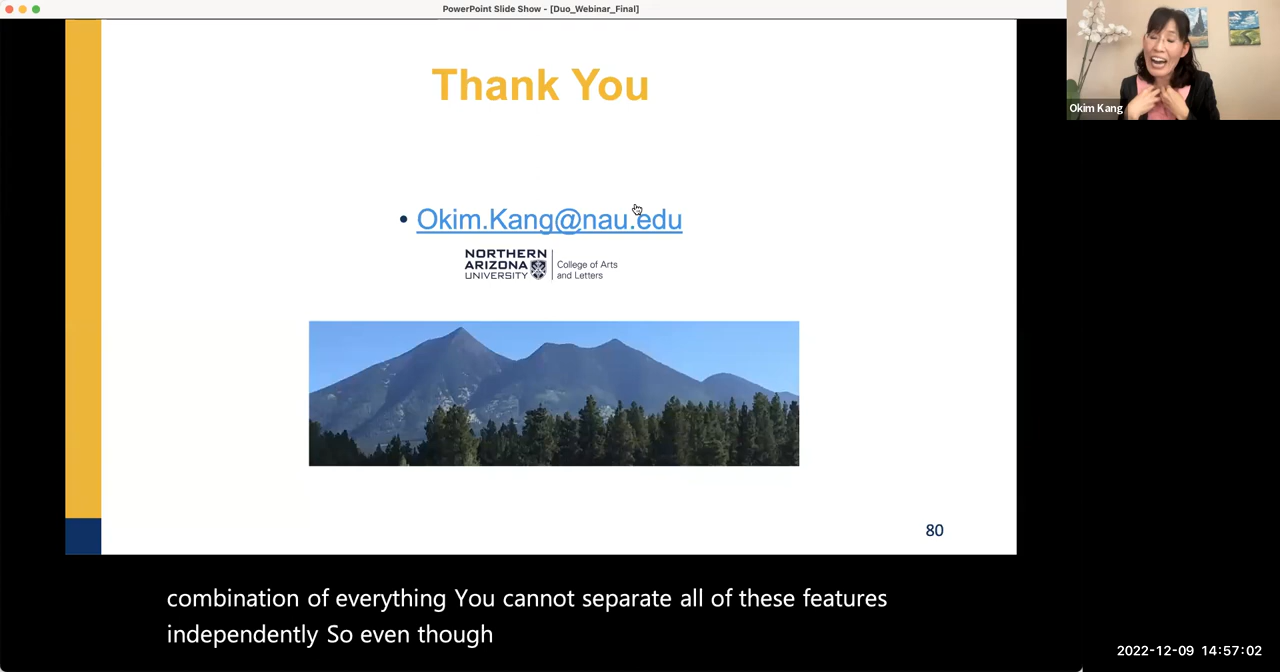 PowerPoint Slide Show - [Duo_Webinar_Final]
Okim Kang
Thank You
• Okim.Kang@nau.edu
NORTHERN
ARIZONA
UNIVERSITY
College of Arts
and Letters
80
combination of everything You cannot separate all of these features
independently So even though
2022-12-09 14:57:02